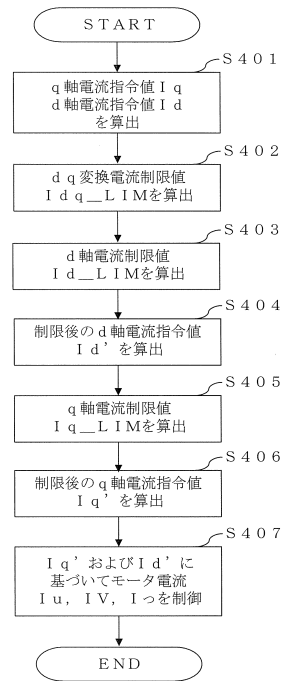 START
S401
q軸電流指令値Iq
d軸電流指令値Id
を算出
S402
dq変換電流制限値
Idq__LIMを算出
S403
d軸電流制限値
Id__LIMを算出
S404
制限後のd軸電流指令値
Id'を算出
S405
q軸電流制限値
Iq__LIMを算出
S406
制限後のq軸電流指令値
Iq'を算出
S407
Iq'およびId'に
基づいてモータ電流
Iu,IV,Iっを制御
END